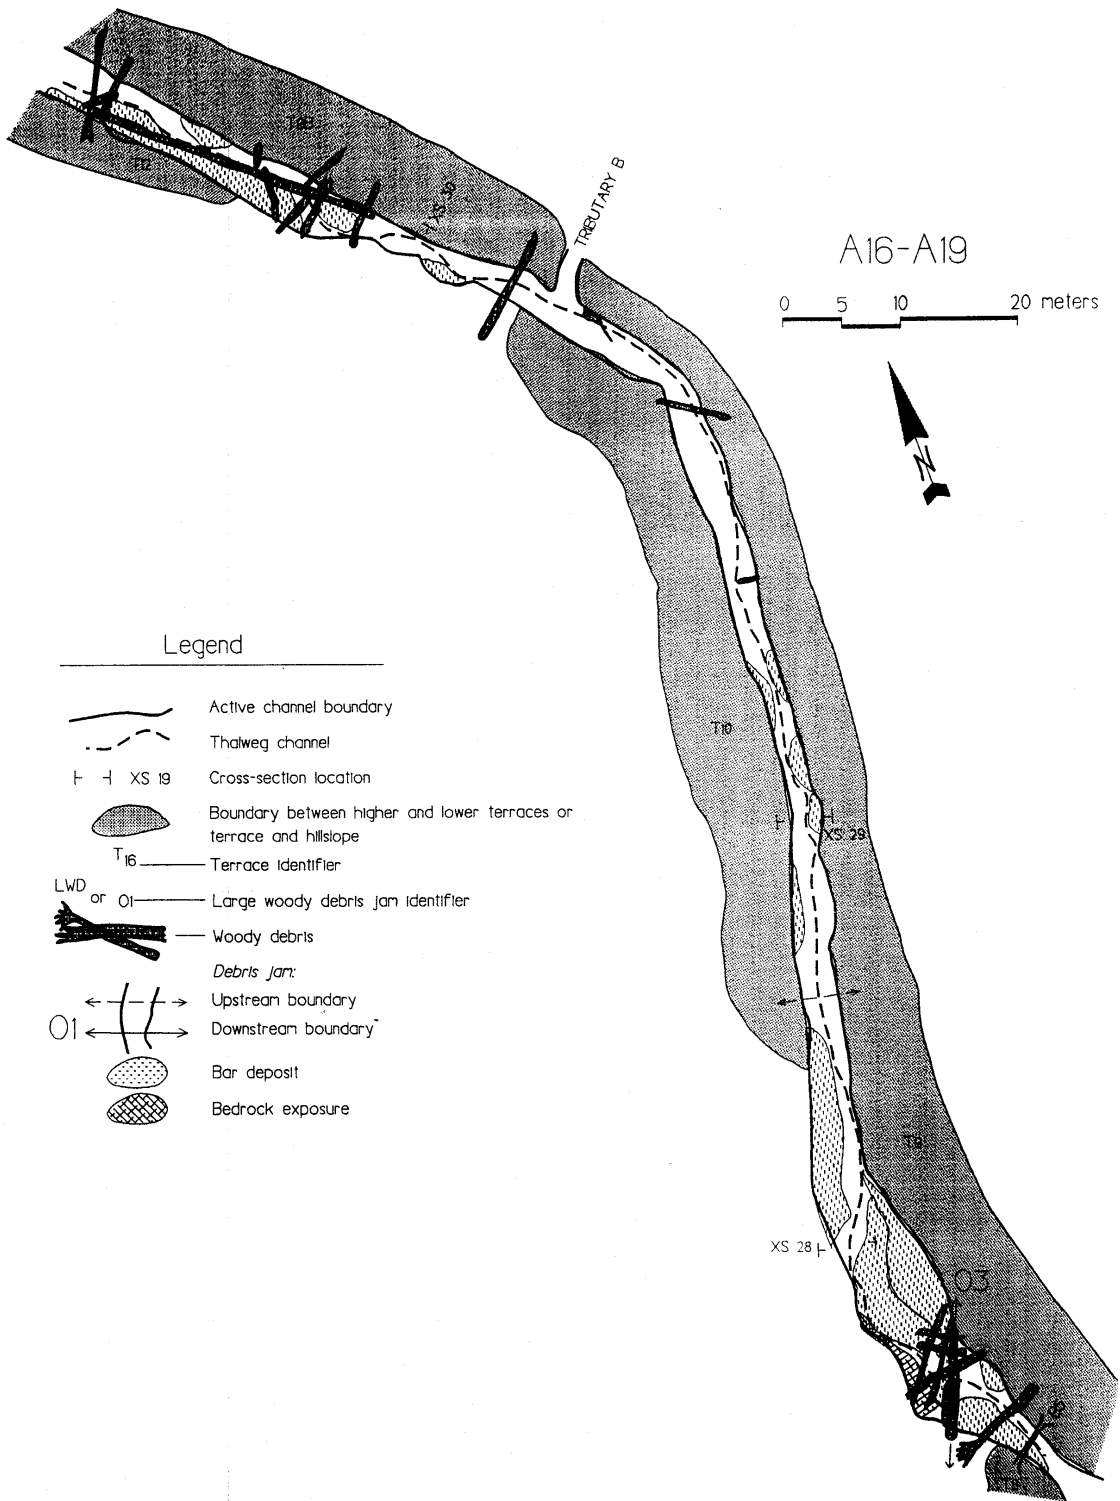 TRIBUTARY B
A16-A19
0 5 10 20 meters
N
T12
XS 30
T10
XS 29
T9
XS 28
O3
Legend
Active channel boundary
Thalweg channel
XS 19 Cross-section location
Boundary between higher and lower terraces or
terrace and hillslope
T16 Terrace identifier
LWD or O1 Large woody debris jam identifier
Woody debris
Debris jam:
Upstream boundary
O1 Downstream boundary
Bar deposit
Bedrock exposure